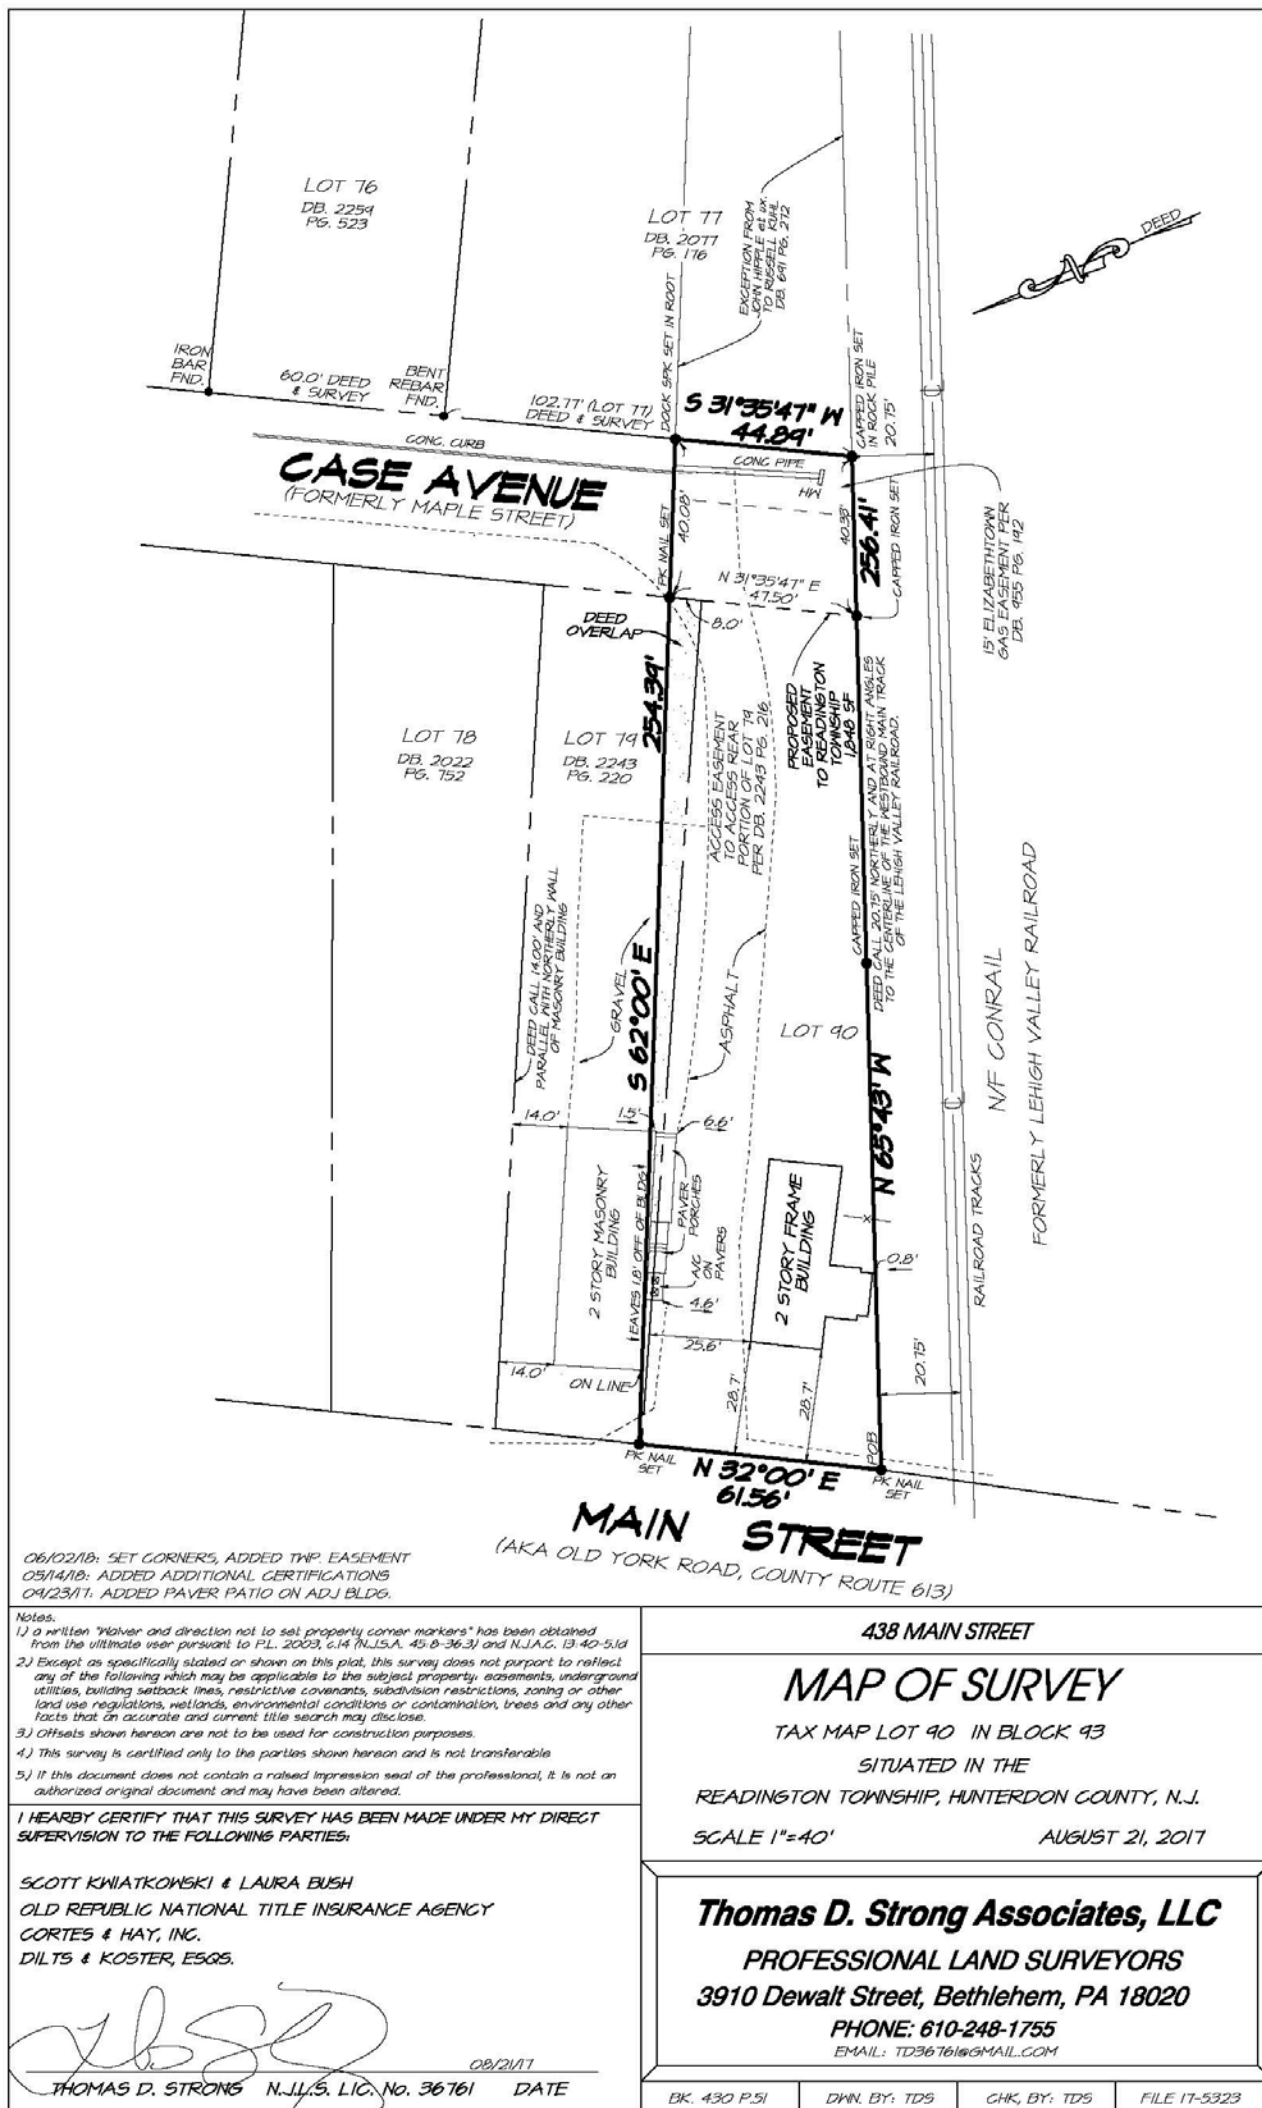 LOT 76
DB. 2259
PG. 523
LOT 77
DB. 2077
PG. 176
EXCEPTION FROM
JOHN HIPPLE et ux.
TO RUSSELL KUHL
DB. 691 PG. 272
DEED
IRON
BAR
FND.
60.0' DEED
& SURVEY
BENT
REBAR
FND.
102.77' (LOT 77)
DEED & SURVEY
DOCK SPK SET IN ROOT
S 31°35'47" W
44.89'
CAPPED IRON SET
IN ROCK PILE
20.75'
CONC. CURB
CONC PIPE
HW
CASE AVENUE
(FORMERLY MAPLE STREET)
PK NAIL SET
40.08'
40.38'
256.41'
CAPPED IRON SET
15' ELIZABETHTOWN
GAS EASEMENT PER
DB. 955 PG. 192
N 31°35'47" E
47.50'
8.0'
DEED
OVERLAP
254.39'
PROPOSED
EASEMENT
TO READINGTON
TOWNSHIP
1,848 SF
LOT 78
DB. 2022
PG. 752
LOT 79
DB. 2243
PG. 220
ACCESS EASEMENT
TO ACCESS REAR
PORTION OF LOT 79
PER DB. 2243 PG. 216
CAPPED IRON SET
DEED CALL 20.75' NORTHERLY AND AT RIGHT ANGLES
TO THE CENTERLINE OF THE WESTBOUND MAIN TRACK
OF THE LEHIGH VALLEY RAILROAD.
DEED CALL 14.00' AND
PARALLEL WITH NORTHERLY WALL
OF MASONRY BUILDING
GRAVEL
S 62°00' E
ASPHALT
LOT 90
N 65°43' W
N/F CONRAIL
FORMERLY LEHIGH VALLEY RAILROAD
14.0'
1.5'
6.6'
2 STORY MASONRY
BUILDING
EAVES 1.8' OFF OF BLDG
PAVER
PORCHES
A/C
ON
PAVERS
2 STORY FRAME
BUILDING
RAILROAD TRACKS
0.8'
4.6'
25.6'
14.0'
ON LINE
28.7'
28.7'
20.75'
POB
PK NAIL
SET
N 32°00' E
61.56'
PK NAIL
SET
MAIN STREET
(AKA OLD YORK ROAD, COUNTY ROUTE 613)
06/02/18: SET CORNERS, ADDED TWP. EASEMENT
05/14/18: ADDED ADDITIONAL CERTIFICATIONS
09/23/17: ADDED PAVER PATIO ON ADJ BLDG.
Notes:
1.) a written "Waiver and direction not to set property corner markers" has been obtained
from the ultimate user pursuant to P.L. 2003, c.14 (N.J.S.A. 45:8-36.3) and N.J.A.C. 13:40-5.1d
2.) Except as specifically stated or shown on this plat, this survey does not purport to reflect
any of the following which may be applicable to the subject property: easements, underground
utilities, building setback lines, restrictive covenants, subdivision restrictions, zoning or other
land use regulations, wetlands, environmental conditions or contamination, trees and any other
facts that an accurate and current title search may disclose.
3.) Offsets shown hereon are not to be used for construction purposes.
4.) This survey is certified only to the parties shown hereon and is not transferable
5.) If this document does not contain a raised impression seal of the professional, it is not an
authorized original document and may have been altered.
I HEARBY CERTIFY THAT THIS SURVEY HAS BEEN MADE UNDER MY DIRECT
SUPERVISION TO THE FOLLOWING PARTIES:
SCOTT KWIATKOWSKI & LAURA BUSH
OLD REPUBLIC NATIONAL TITLE INSURANCE AGENCY
CORTES & HAY, INC.
DILTS & KOSTER, ESQS.
08/21/17
THOMAS D. STRONG N.J.L.S. LIC. No. 36761 DATE
438 MAIN STREET
MAP OF SURVEY
TAX MAP LOT 90 IN BLOCK 93
SITUATED IN THE
READINGTON TOWNSHIP, HUNTERDON COUNTY, N.J.
SCALE 1"=40' AUGUST 21, 2017
Thomas D. Strong Associates, LLC
PROFESSIONAL LAND SURVEYORS
3910 Dewalt Street, Bethlehem, PA 18020
PHONE: 610-248-1755
EMAIL: TD36761@GMAIL.COM
BK. 430 P.51 DWN. BY: TDS CHK. BY: TDS FILE 17-5323